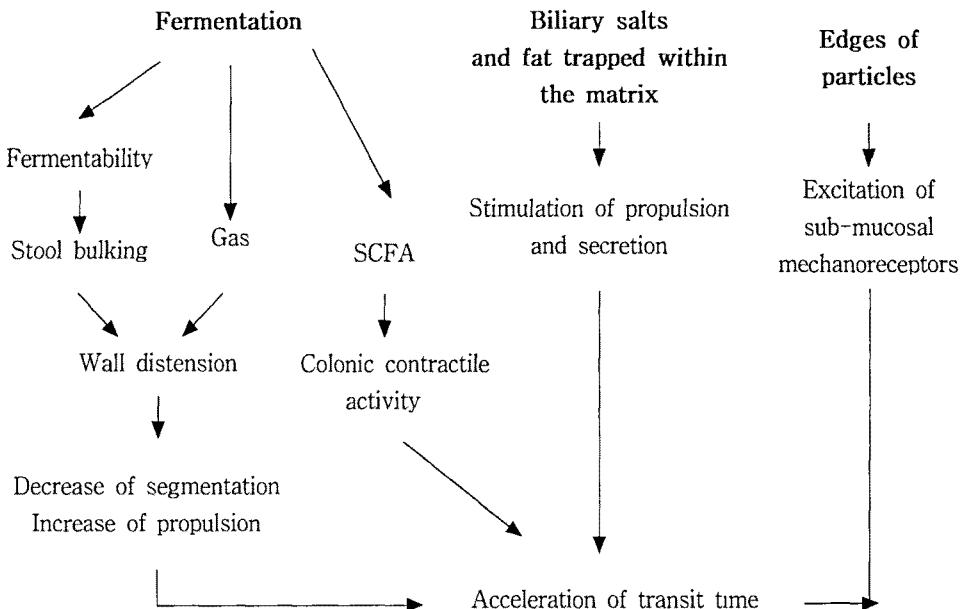 Fermentation
Biliary salts
and fat trapped within
the matrix
Edges of
particles
Fermentability
Stool bulking
Gas
SCFA
Stimulation of propulsion
and secretion
Excitation of
sub-mucosal
mechanoreceptors
Wall distension
Colonic contractile
activity
Decrease of segmentation
Increase of propulsion
Acceleration of transit time